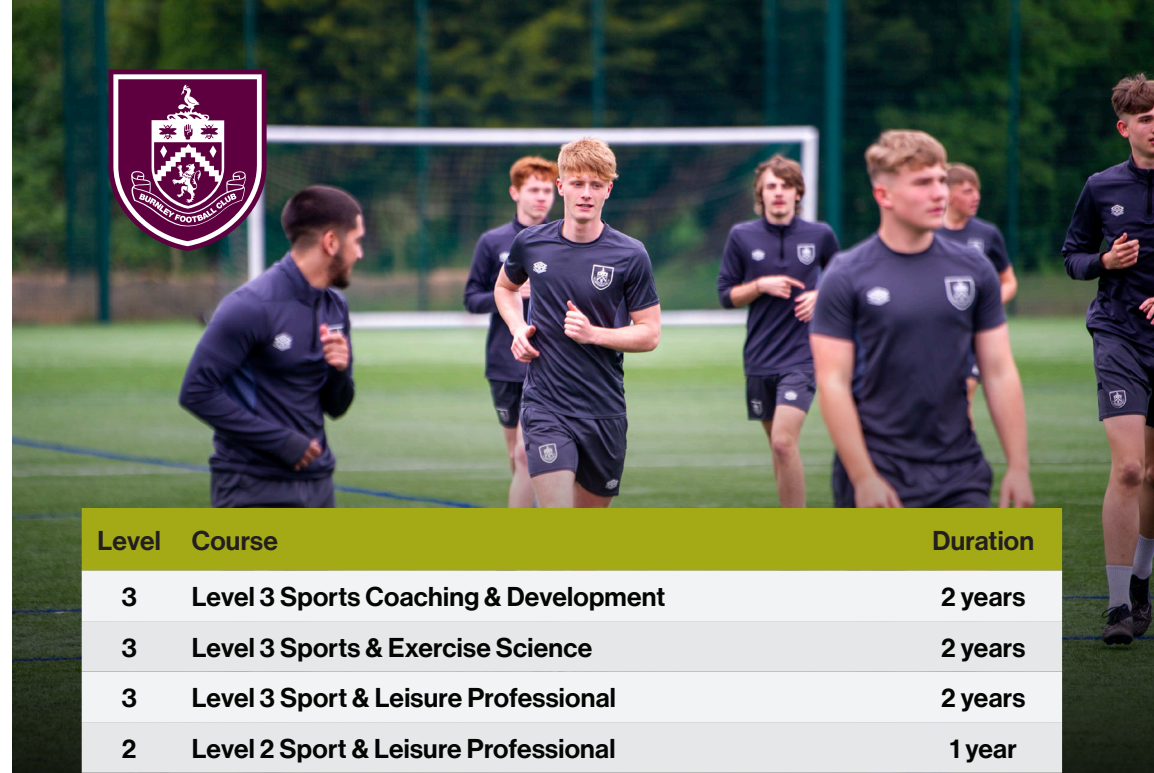 BURNLEY FOOTBALL CLUB
Level Course Duration
3 Level 3 Sports Coaching & Development 2 years
3 Level 3 Sports & Exercise Science 2 years
3 Level 3 Sport & Leisure Professional 2 years
2 Level 2 Sport & Leisure Professional 1 year